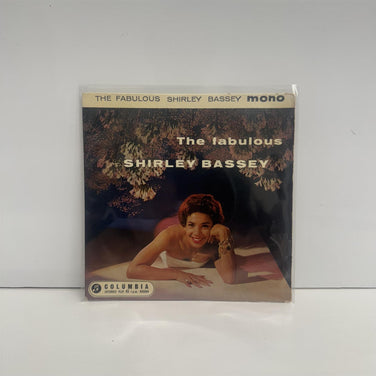 THE FABULOUS SHIRLEY BASSEY mono
The fabulous
SHIRLEY BASSEY
COLUMBIA